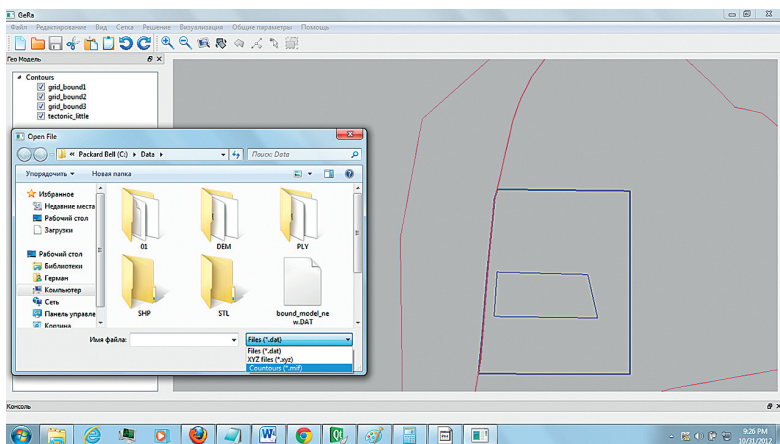 GeRa
Файл Редактирование Вид Сетка Решение Визуализация Общие параметры Помощь
Гео Модель
Contours
grid_bound1
grid_bound2
grid_bound3
tectonic_little
Open File
« Packard Bell (C:) ▸ Data ▸
Поиск: Data
Упорядочить ▾ Новая папка
Избранное
Недавние места
Рабочий стол
Загрузки
Рабочий стол
Библиотеки
Герман
Компьютер
Сеть
Панель управле
Корзина
01
DEM
PLY
SHP
STL
bound_model_ne
w.DAT
Имя файла:
Files (*.dat)
Files (*.dat)
XYZ files (*.xyz)
Countours (*.mif)
Консоль
9:26 PM
10/31/2012